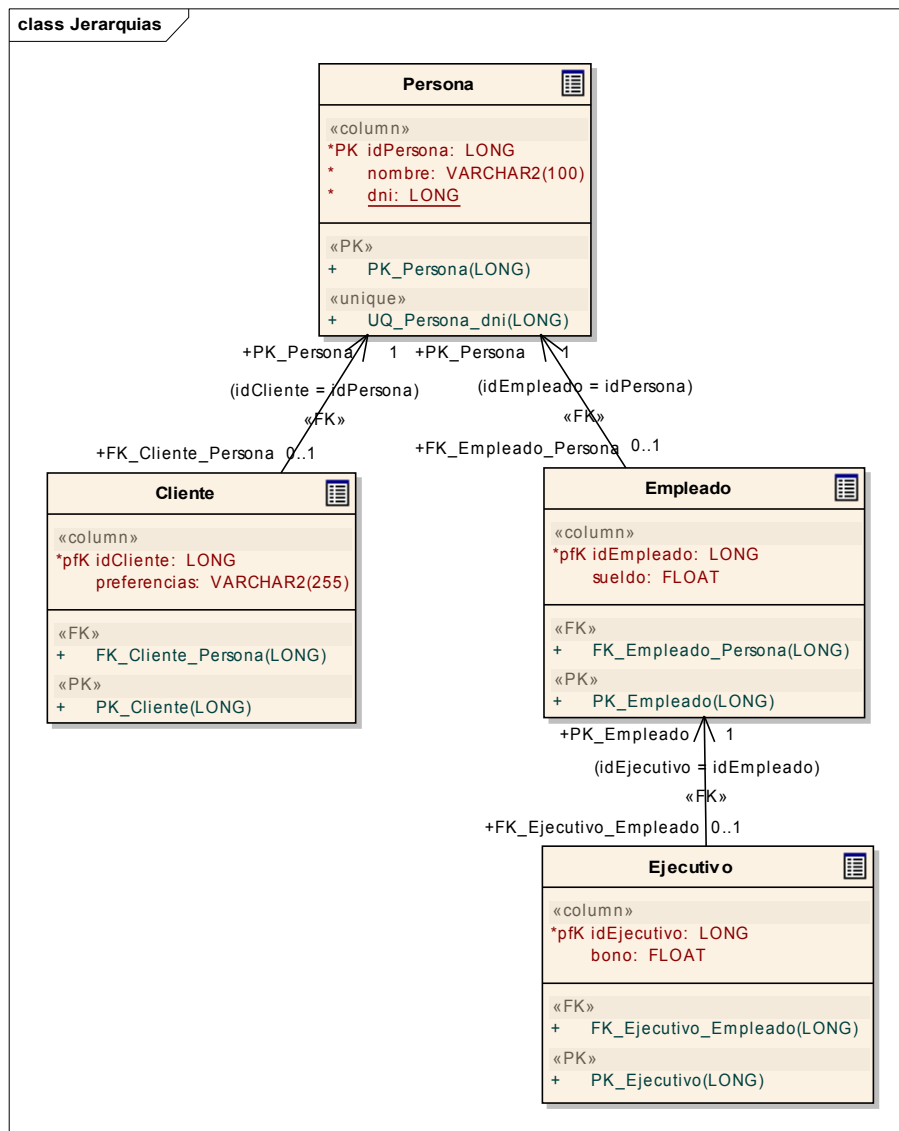 class Jerarquias
Persona
«column»
*PK idPersona: LONG
* nombre: VARCHAR2(100)
* dni: LONG
«PK»
+ PK_Persona(LONG)
«unique»
+ UQ_Persona_dni(LONG)
+PK_Persona 1
+PK_Persona 1
(idCliente = idPersona)
(idEmpleado = idPersona)
«FK»
«FK»
+FK_Cliente_Persona 0..1
+FK_Empleado_Persona 0..1
Cliente
«column»
*pfK idCliente: LONG
preferencias: VARCHAR2(255)
«FK»
+ FK_Cliente_Persona(LONG)
«PK»
+ PK_Cliente(LONG)
Empleado
«column»
*pfK idEmpleado: LONG
sueldo: FLOAT
«FK»
+ FK_Empleado_Persona(LONG)
«PK»
+ PK_Empleado(LONG)
+PK_Empleado 1
(idEjecutivo = idEmpleado)
«FK»
+FK_Ejecutivo_Empleado 0..1
Ejecutivo
«column»
*pfK idEjecutivo: LONG
bono: FLOAT
«FK»
+ FK_Ejecutivo_Empleado(LONG)
«PK»
+ PK_Ejecutivo(LONG)